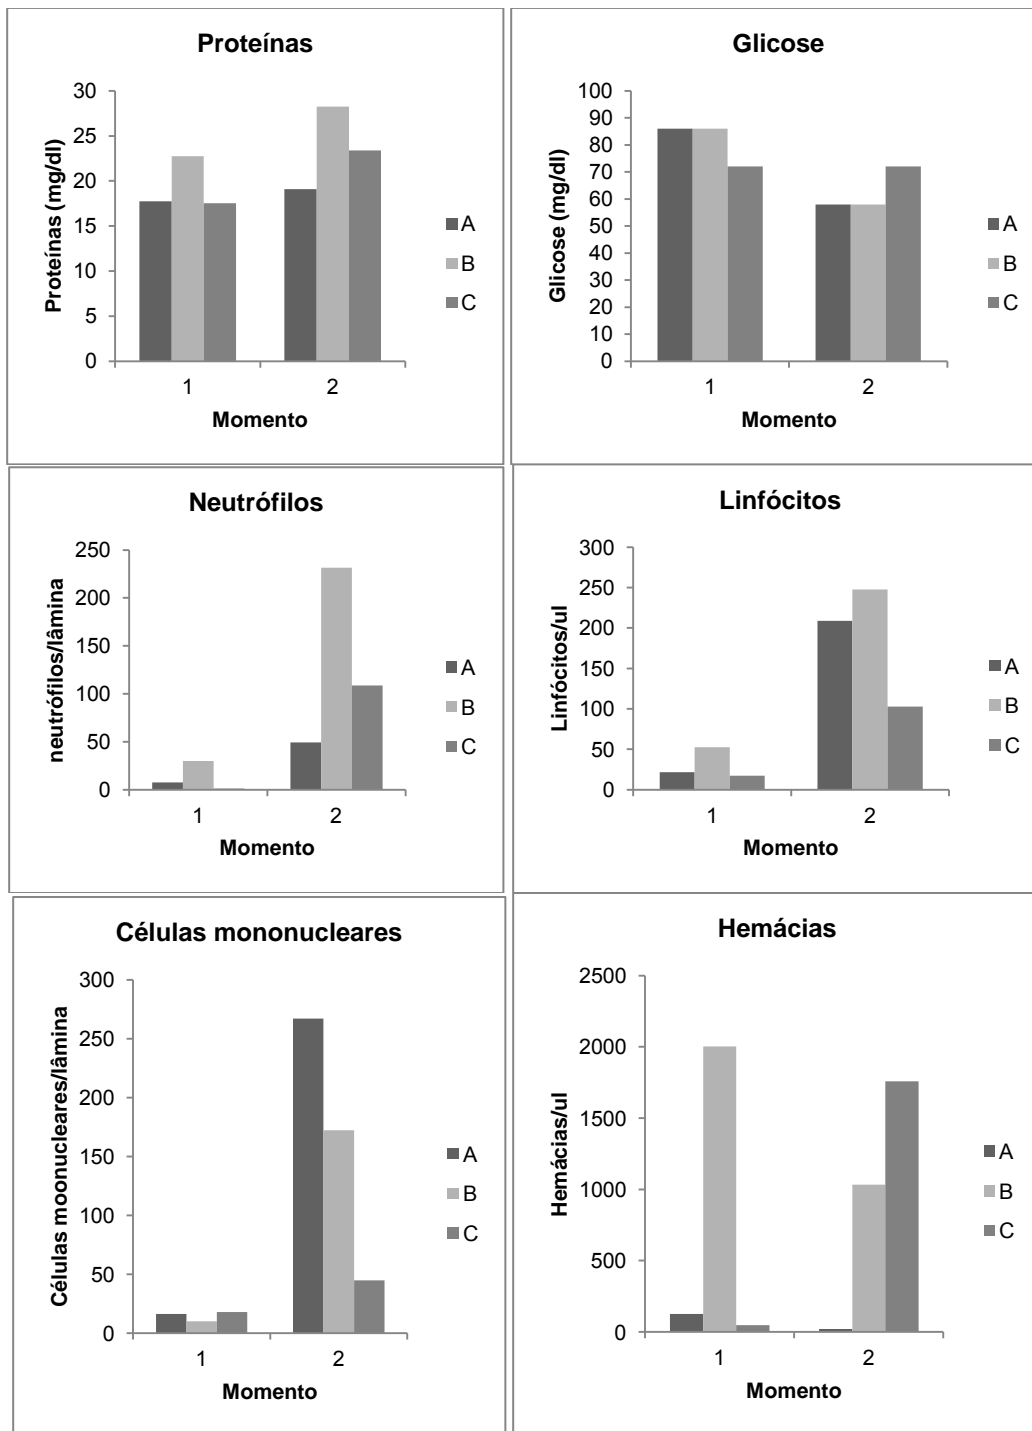 Proteínas
Proteínas (mg/dl)
30
25
20
15
10
5
0
1
2
Momento
A
B
C
Glicose
Glicose (mg/dl)
100
90
80
70
60
50
40
30
20
10
0
1
2
Momento
A
B
C
Neutrófilos
neutrófilos/lâmina
250
200
150
100
50
0
1
2
Momento
A
B
C
Linfócitos
Linfócitos/ul
300
250
200
150
100
50
0
1
2
Momento
A
B
C
Células mononucleares
Células moonucleares/lâmina
300
250
200
150
100
50
0
1
2
Momento
A
B
C
Hemácias
Hemácias/ul
2500
2000
1500
1000
500
0
1
2
Momento
A
B
C